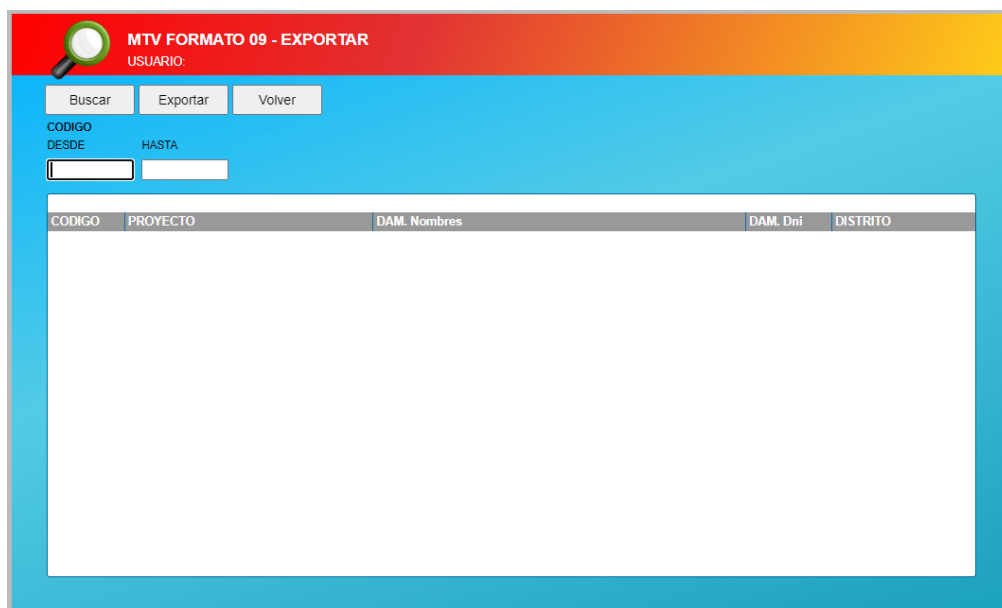 MTV FORMATO 09 - EXPORTAR
USUARIO:
Buscar Exportar Volver
CODIGO
DESDE HASTA
CODIGO PROYECTO DAM. Nombres DAM. Dni DISTRITO